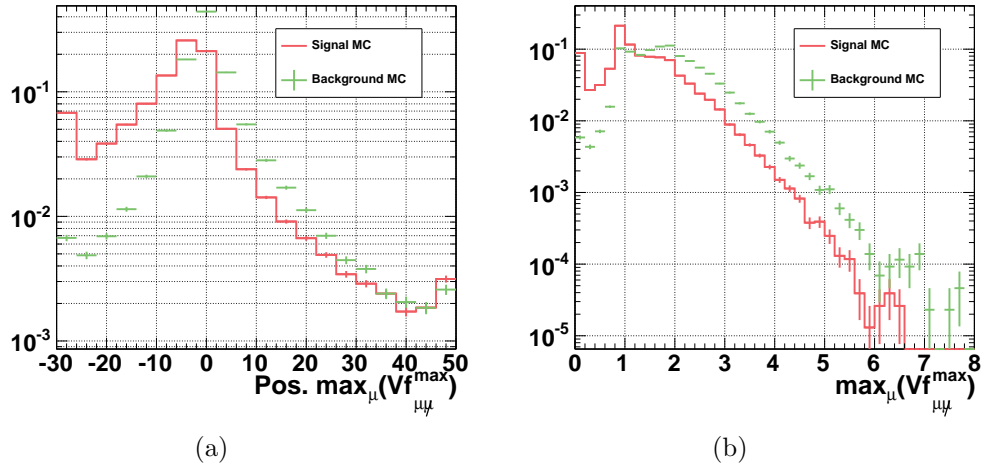 Signal MC
Background MC
10⁻¹
10⁻²
10⁻³
-30 -20 -10 0 10 20 30 40 50
Pos. max_μ(Vf^max_μμ̸)
(a)
Signal MC
Background MC
10⁻¹
10⁻²
10⁻³
10⁻⁴
10⁻⁵
0 1 2 3 4 5 6 7 8
max_μ(Vf^max_μμ̸)
(b)